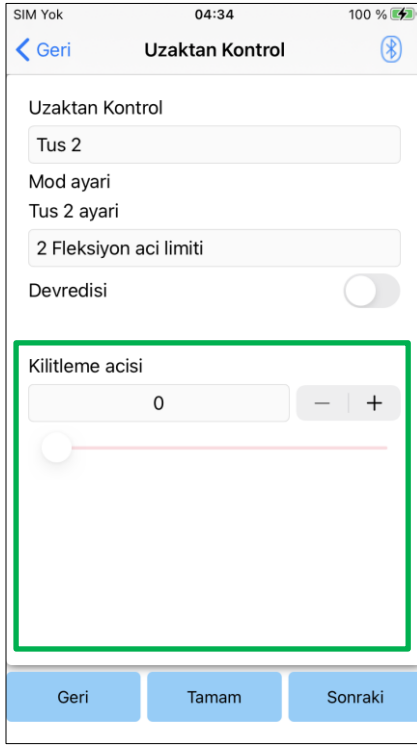 SIM Yok 04:34 100 %
Geri Uzaktan Kontrol
Uzaktan Kontrol
Tus 2
Mod ayari
Tus 2 ayari
2 Fleksiyon aci limiti
Devredisi
Kilitleme acisi
0 − +
Geri Tamam Sonraki